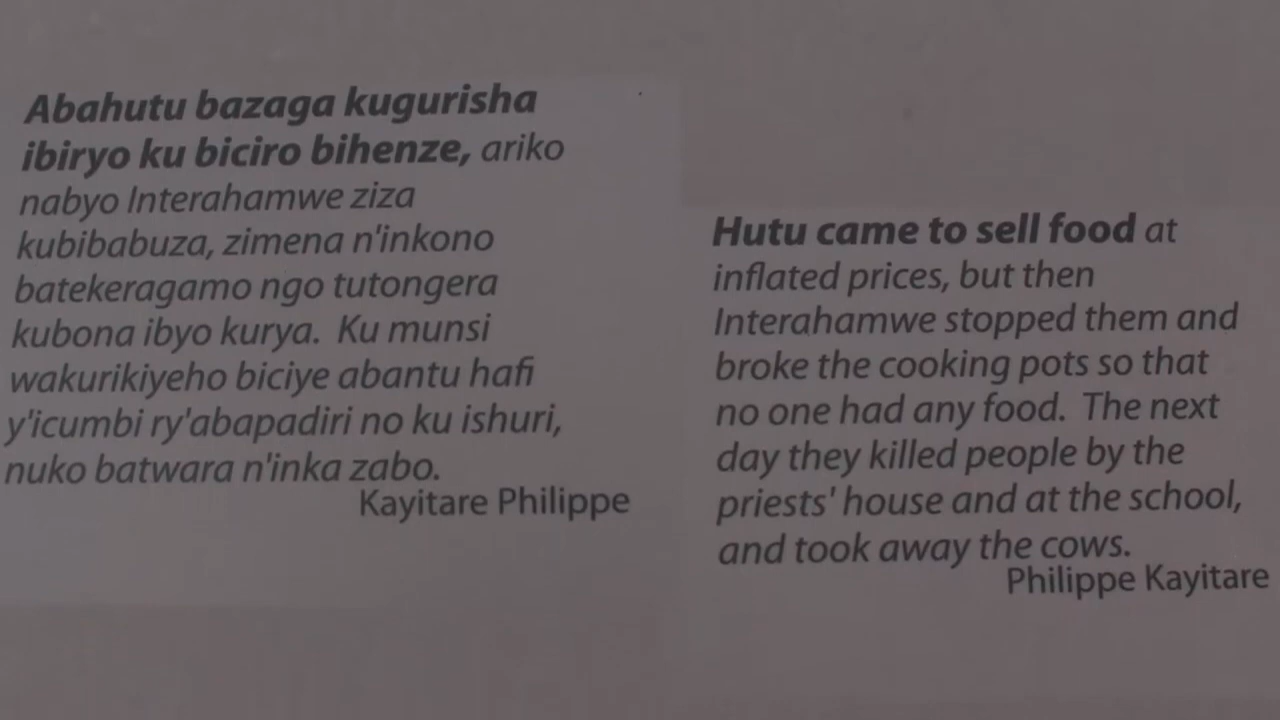 Abahutu bazaga kugurisha
ibiryo ku biciro bihenze, ariko
nabyo Interahamwe ziza
kubibabuza, zimena n'inkono
batekeragamo ngo tutongera
kubona ibyo kurya. Ku munsi
wakurikiyeho biciye abantu hafi
y'icumbi ry'abapadiri no ku ishuri,
nuko batwara n'inka zabo.
Kayitare Philippe
Hutu came to sell food at
inflated prices, but then
Interahamwe stopped them and
broke the cooking pots so that
no one had any food. The next
day they killed people by the
priests' house and at the school,
and took away the cows.
Philippe Kayitare